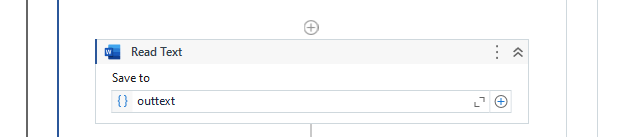 Read Text
Save to
{ } outtext